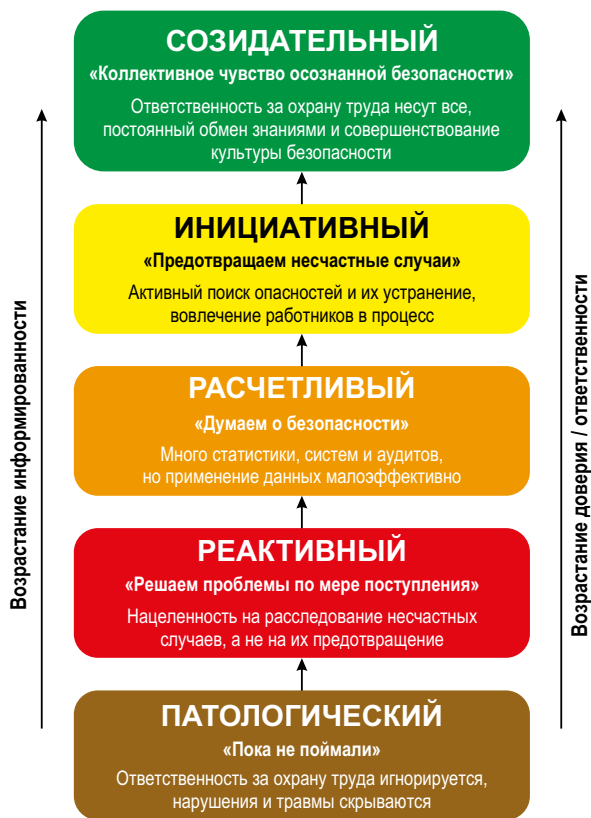 СОЗИДАТЕЛЬНЫЙ
«Коллективное чувство осознанной безопасности»
Ответственность за охрану труда несут все,
постоянный обмен знаниями и совершенствование
культуры безопасности
ИНИЦИАТИВНЫЙ
«Предотвращаем несчастные случаи»
Активный поиск опасностей и их устранение,
вовлечение работников в процесс
РАСЧЕТЛИВЫЙ
«Думаем о безопасности»
Много статистики, систем и аудитов,
но применение данных малоэффективно
РЕАКТИВНЫЙ
«Решаем проблемы по мере поступления»
Нацеленность на расследование несчастных
случаев, а не на их предотвращение
ПАТОЛОГИЧЕСКИЙ
«Пока не поймали»
Ответственность за охрану труда игнорируется,
нарушения и травмы скрываются
Возрастание информированности
Возрастание доверия / ответственности